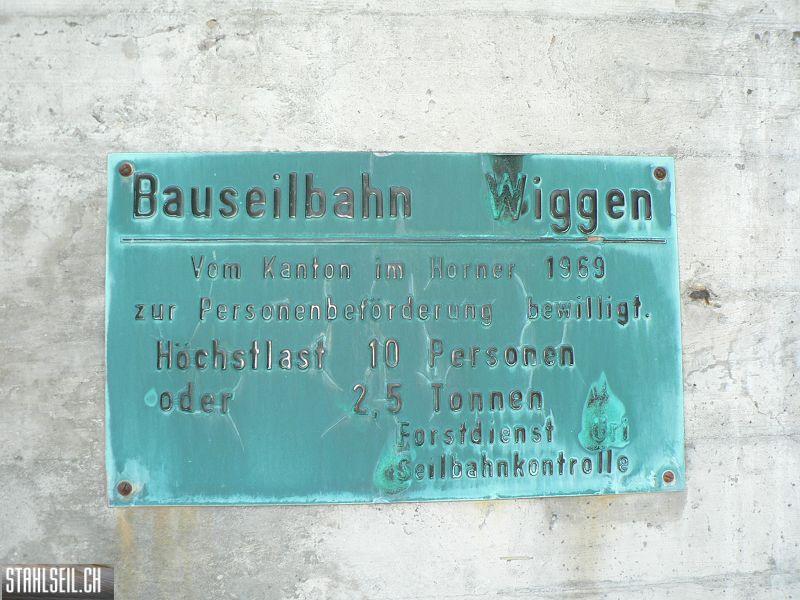 Bauseilbahn Wiggen
Vom Kanton im Horner 1969
zur Personenbeförderung bewilligt.
Höchstlast 10 Personen
oder 2,5 Tonnen
Forstdienst Uri
Seilbahnkontrolle
STAHLSEIL.CH